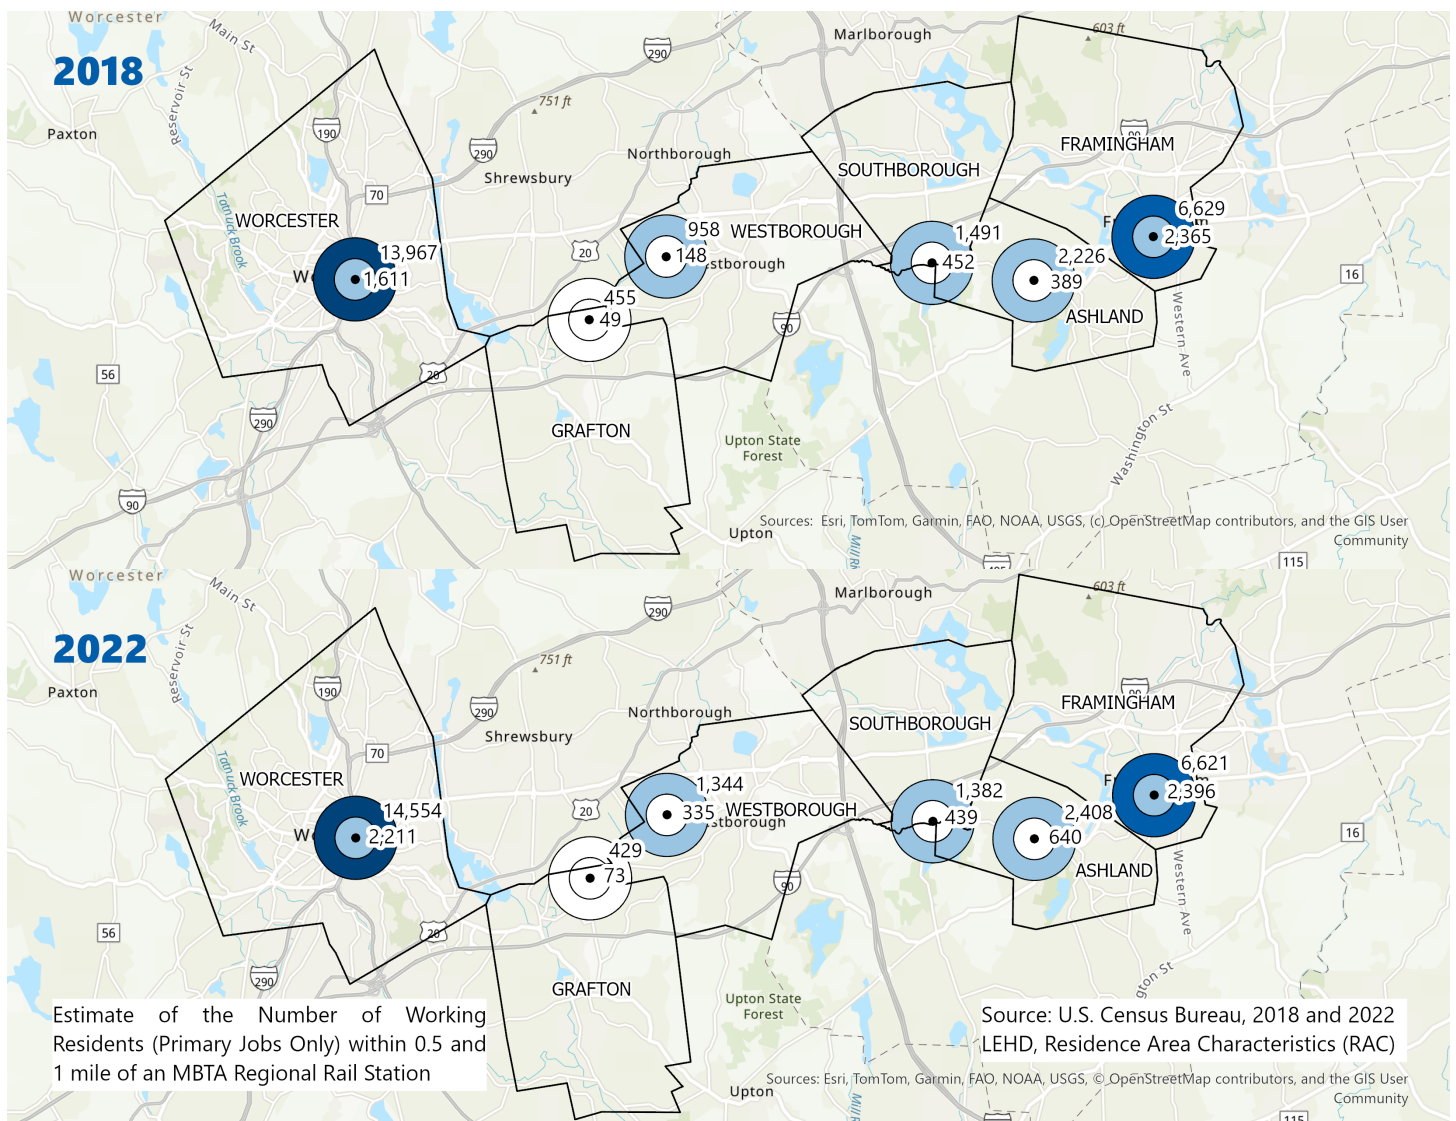 Worcester
Main St
2018
Reservoir St
290
Marlborough
603 ft
751 ft
Paxton
190
290
Northborough
Shrewsbury
FRAMINGHAM
SOUTHBOROUGH
70
Tatnuck Brook
WORCESTER
6,629
2,365
958
WESTBOROUGH
1,491
148
estborough
452
20
13,967
1,611
2,226
389
16
455
49
90
ASHLAND
Western Ave
56
20
290
GRAFTON
Upton State
Forest
Washington St
90
Upton
Sources: Esri, TomTom, Garmin, FAO, NOAA, USGS, (c) OpenStreetMap contributors, and the GIS User
Community
115
Worcester
Main St
2022
Reservoir St
290
Marlborough
603 ft
751 ft
Paxton
190
290
Northborough
Shrewsbury
FRAMINGHAM
SOUTHBOROUGH
70
Tatnuck Brook
WORCESTER
6,621
2,396
1,344
WESTBOROUGH
1,382
335
estborough
439
20
14,554
2,211
2,408
640
16
429
73
90
ASHLAND
Western Ave
56
20
290
GRAFTON
Upton State
Forest
gton St
Estimate of the Number of Working
Residents (Primary Jobs Only) within 0.5 and
1 mile of an MBTA Regional Rail Station
Source: U.S. Census Bureau, 2018 and 2022
LEHD, Residence Area Characteristics (RAC)
Upton
Sources: Esri, TomTom, Garmin, FAO, NOAA, USGS, © OpenStreetMap contributors, and the GIS User
Community
115